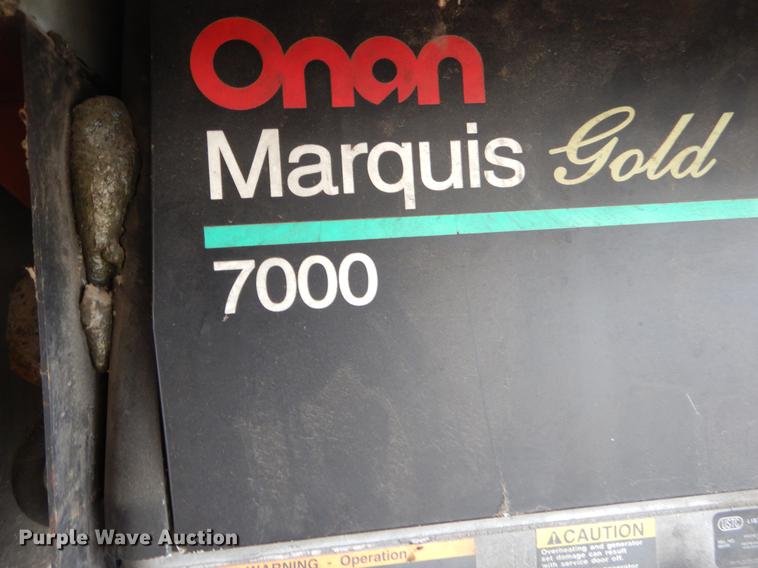 Onan
Marquis Gold
7000
CAUTION
Overheating and generator
set damage can result
with service door off.
WARNING - Operation
USTC
Purple Wave Auction